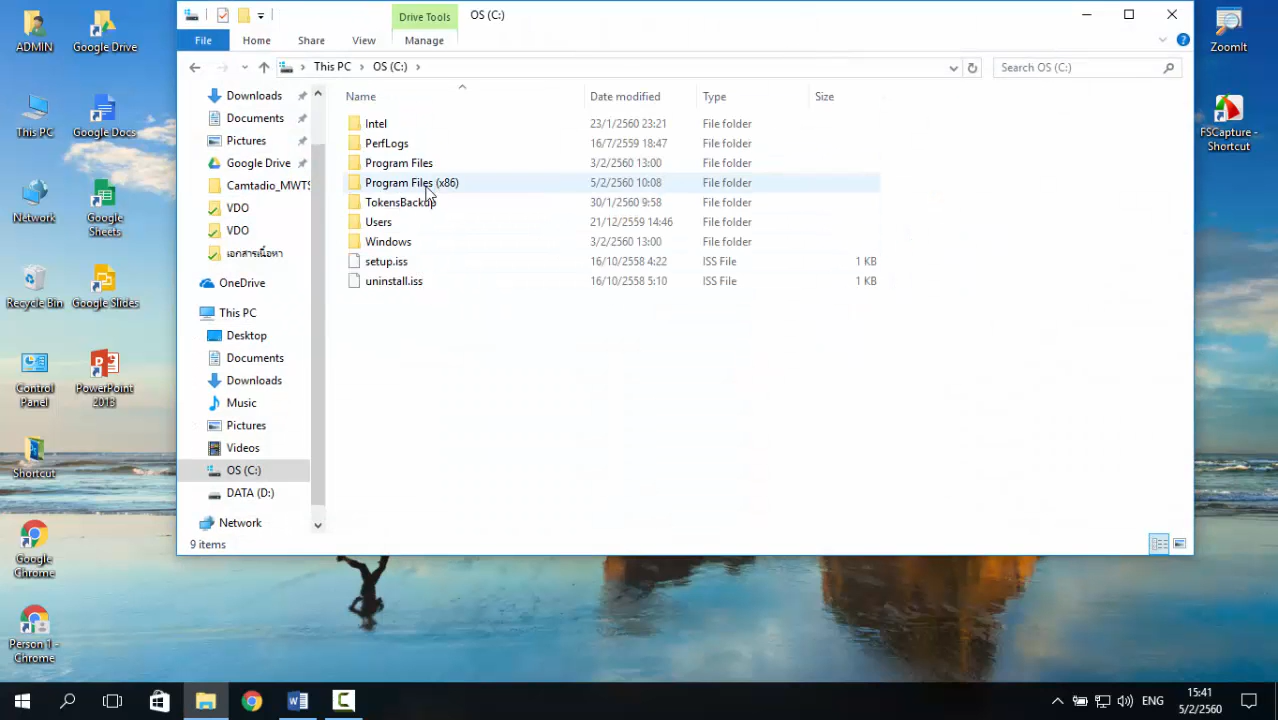 OS (C:)
Drive Tools
File
Home
Share
View
Manage
This PC
OS (C:)
Search OS (C:)
Name
Date modified
Type
Size
Intel
23/1/2560 23:21
File folder
PerfLogs
16/7/2559 18:47
File folder
Program Files
3/2/2560 13:00
File folder
Program Files (x86)
5/2/2560 10:08
File folder
TokensBackup
30/1/2560 9:58
File folder
Users
21/12/2559 14:46
File folder
Windows
3/2/2560 13:00
File folder
setup.iss
16/10/2558 4:22
ISS File
1 KB
uninstall.iss
16/10/2558 5:10
ISS File
1 KB
Downloads
Documents
Pictures
Google Drive
Camtadio_MWTS
VDO
VDO
เอกสารเนื้อหา
OneDrive
This PC
Desktop
Documents
Downloads
Music
Pictures
Videos
OS (C:)
DATA (D:)
Network
9 items
ADMIN
Google Drive
This PC
Google Docs
Network
Google
Sheets
Recycle Bin
Google Slides
Control
Panel
PowerPoint
2013
Shortcut
Google
Chrome
Person 1 -
Chrome
ZoomIt
FSCapture -
Shortcut
ENG
15:41
5/2/2560